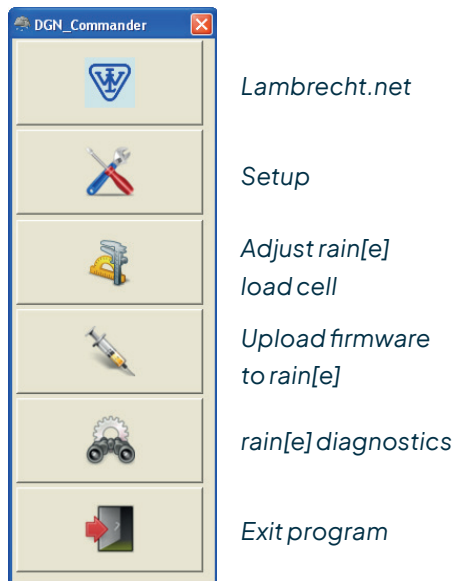 DGN_Commander
Lambrecht.net
Setup
Adjust rain[e]
load cell
Upload firmware
to rain[e]
rain[e] diagnostics
Exit program